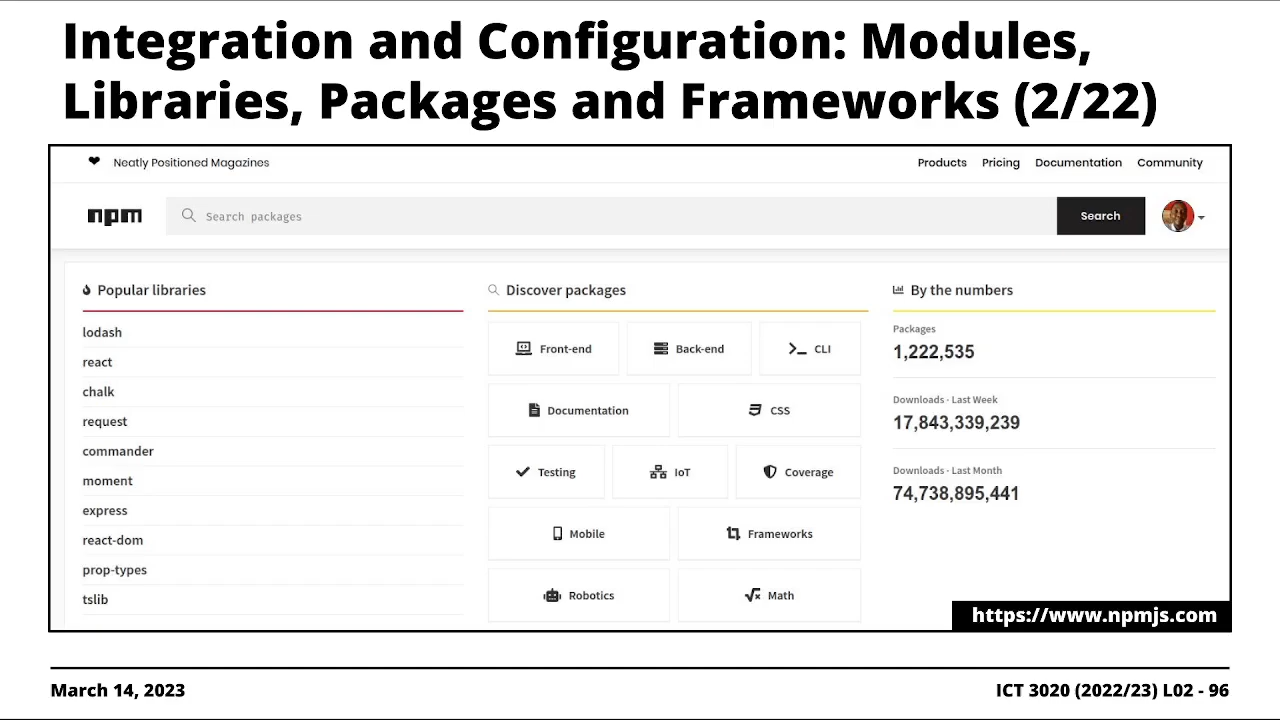 Integration and Configuration: Modules,
Libraries, Packages and Frameworks (2/22)
❤ Neatly Positioned Magazines
Products Pricing Documentation Community
npm
Search packages
Search
Popular libraries
lodash
react
chalk
request
commander
moment
express
react-dom
prop-types
tslib
Discover packages
Front-end
Back-end
CLI
Documentation
CSS
Testing
IoT
Coverage
Mobile
Frameworks
Robotics
Math
By the numbers
Packages
1,222,535
Downloads · Last Week
17,843,339,239
Downloads · Last Month
74,738,895,441
https://www.npmjs.com
March 14, 2023
ICT 3020 (2022/23) L02 - 96